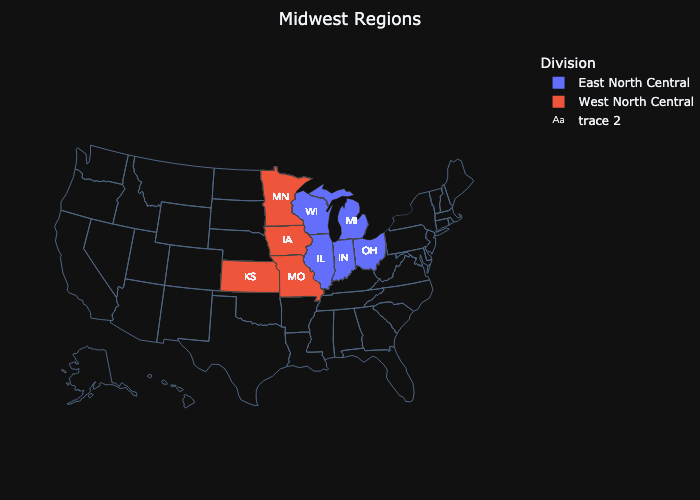 Midwest Regions
Division
East North Central
West North Central
Aa trace 2
MN
WI
MI
IA
IL
IN
OH
KS
MO